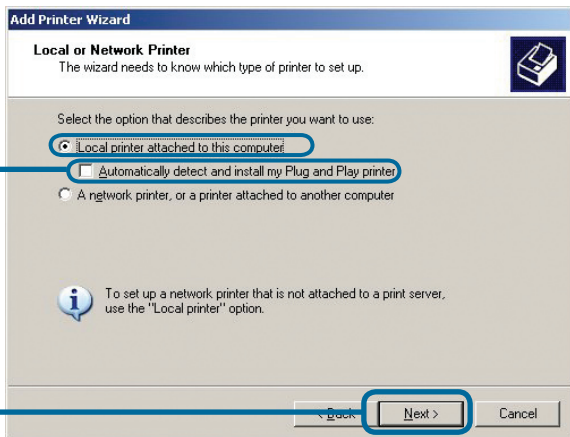 Add Printer Wizard
Local or Network Printer
The wizard needs to know which type of printer to set up.
Select the option that describes the printer you want to use:
Local printer attached to this computer
Automatically detect and install my Plug and Play printer
A network printer, or a printer attached to another computer
To set up a network printer that is not attached to a print server,
use the "Local printer" option.
< Back Next > Cancel